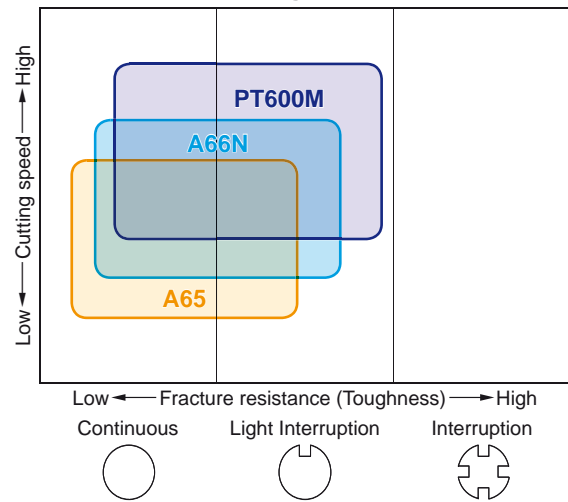 High
Cutting speed
Low
PT600M
A66N
A65
Low Fracture resistance (Toughness) High
Continuous Light Interruption Interruption